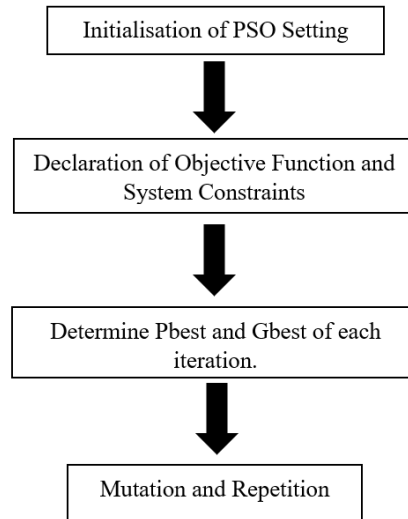 Initialisation of PSO Setting
Declaration of Objective Function and
System Constraints
Determine Pbest and Gbest of each
iteration.
Mutation and Repetition